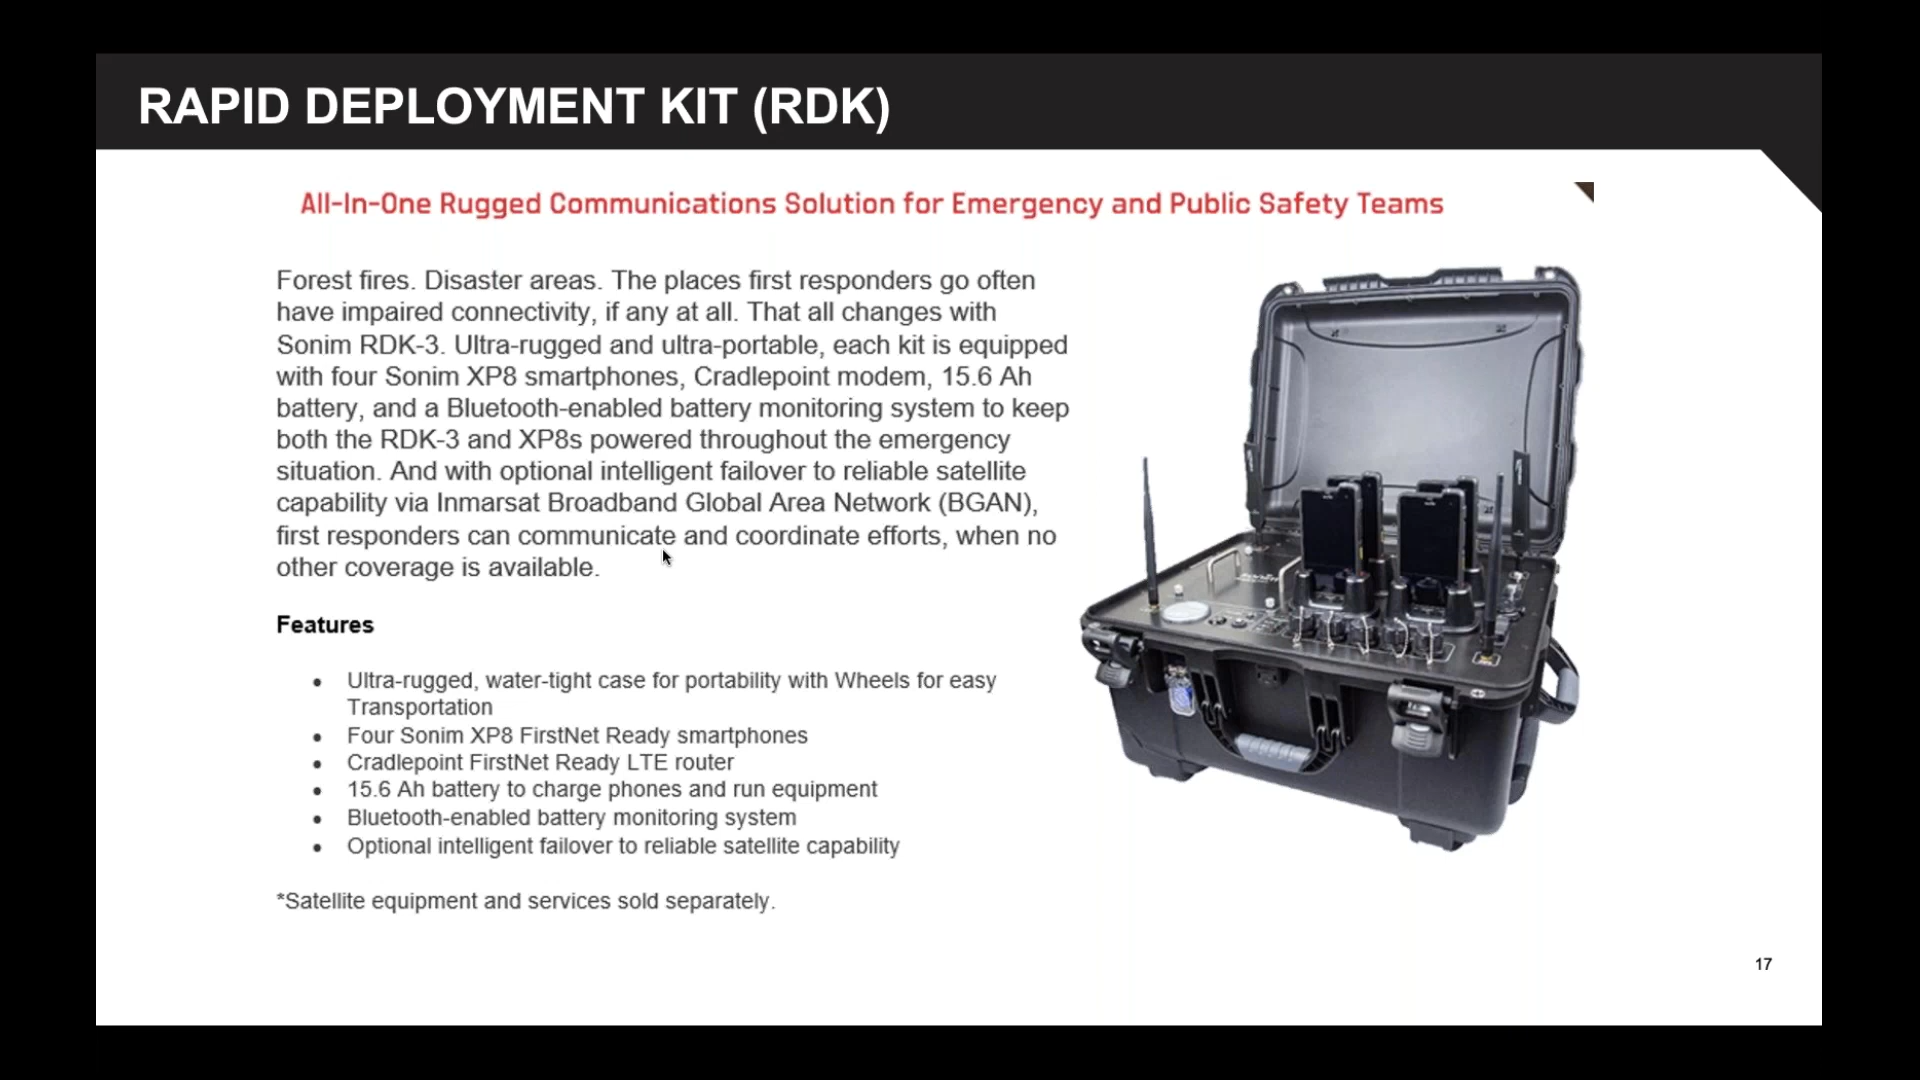 RAPID DEPLOYMENT KIT (RDK)
All-In-One Rugged Communications Solution for Emergency and Public Safety Teams
Forest fires. Disaster areas. The places first responders go often
have impaired connectivity, if any at all. That all changes with
Sonim RDK-3. Ultra-rugged and ultra-portable, each kit is equipped
with four Sonim XP8 smartphones, Cradlepoint modem, 15.6 Ah
battery, and a Bluetooth-enabled battery monitoring system to keep
both the RDK-3 and XP8s powered throughout the emergency
situation. And with optional intelligent failover to reliable satellite
capability via Inmarsat Broadband Global Area Network (BGAN),
first responders can communicate and coordinate efforts, when no
other coverage is available.
Features
• Ultra-rugged, water-tight case for portability with Wheels for easy
Transportation
• Four Sonim XP8 FirstNet Ready smartphones
• Cradlepoint FirstNet Ready LTE router
• 15.6 Ah battery to charge phones and run equipment
• Bluetooth-enabled battery monitoring system
• Optional intelligent failover to reliable satellite capability
*Satellite equipment and services sold separately.
17